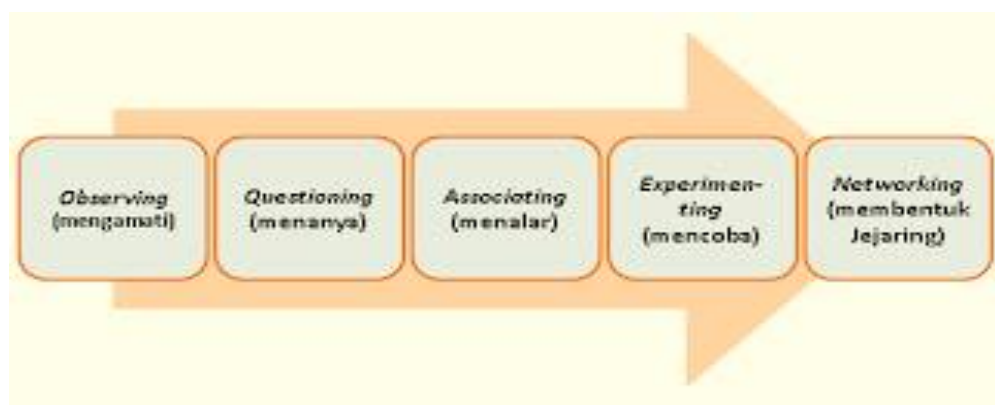 Observing
(mengamati)
Questioning
(menanya)
Associating
(menalar)
Experimen-
ting
(mencoba)
Networking
(membentuk
Jejaring)